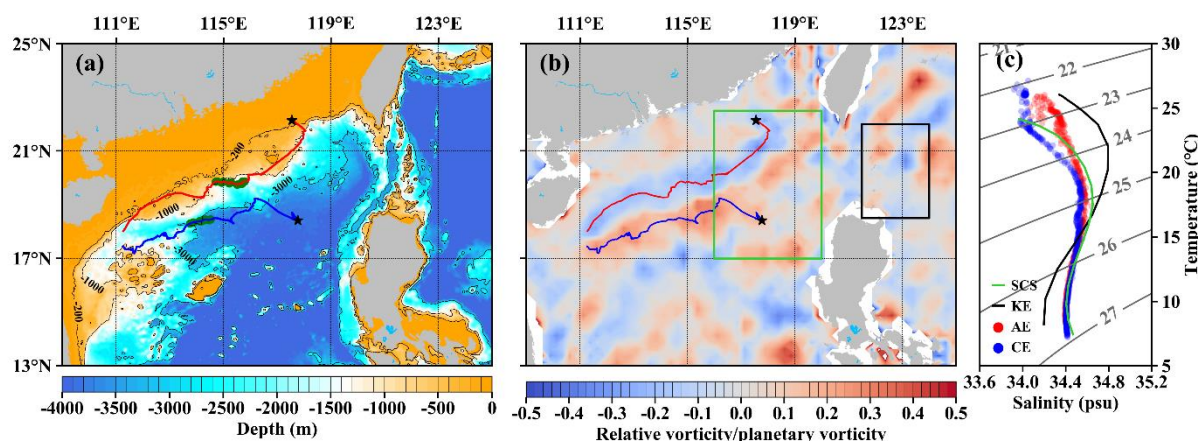 111°E 115°E 119°E 123°E
25°N
21°N
17°N
13°N
(a)
-200
-1000
-3000
-3000
-1000
-200
-4000 -3500 -3000 -2500 -2000 -1500 -1000 -500 0
Depth (m)
111°E 115°E 119°E 123°E
(b)
-0.5 -0.4 -0.3 -0.2 -0.1 0.0 0.1 0.2 0.3 0.4 0.5
Relative vorticity/planetary vorticity
(c)
21
22
23
24
25
26
27
SCS
KE
AE
CE
30
25
20
15
10
5
Temperature (°C)
33.6 34.0 34.4 34.8 35.2
Salinity (psu)